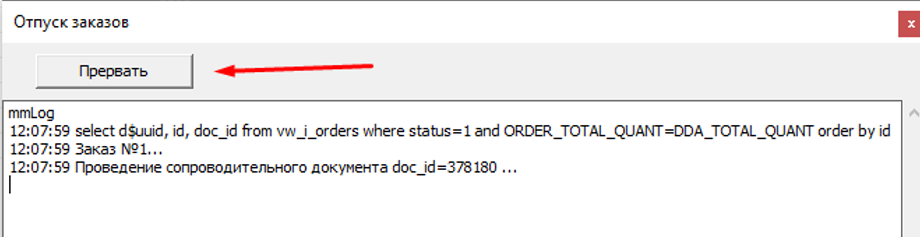 Отпуск заказов
x
Прервать
mmLog
12:07:59 select d$uuid, id, doc_id from vw_i_orders where status=1 and ORDER_TOTAL_QUANT=DDA_TOTAL_QUANT order by id
12:07:59 Заказ №1...
12:07:59 Проведение сопроводительного документа doc_id=378180 ...